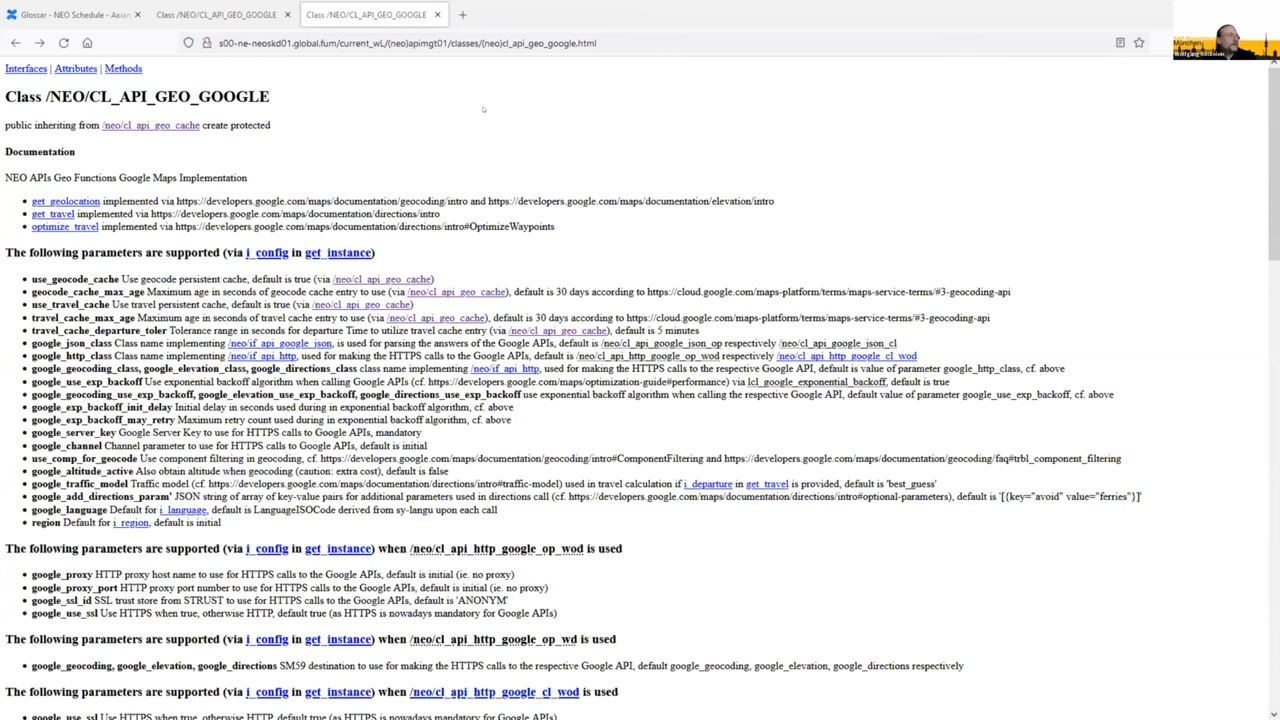 Glossar - NEO Schedule - Axian
Class /NEO/CL_API_GEO_GOOGLE
Class /NEO/CL_API_GEO_GOOGLE
s00-ne-neoskd01.global.fum/current_wL/(neo)apimgt01/classes/(neo)cl_api_geo_google.html
München
Wolfgang Röckelein
Interfaces | Attributes | Methods
Class /NEO/CL_API_GEO_GOOGLE
public inheriting from /neo/cl_api_geo_cache create protected
Documentation
NEO APIs Geo Functions Google Maps Implementation
get_geolocation implemented via https://developers.google.com/maps/documentation/geocoding/intro and https://developers.google.com/maps/documentation/elevation/intro
get_travel implemented via https://developers.google.com/maps/documentation/directions/intro
optimize_travel implemented via https://developers.google.com/maps/documentation/directions/intro#OptimizeWaypoints
The following parameters are supported (via i_config in get_instance)
use_geocode_cache Use geocode persistent cache, default is true (via /neo/cl_api_geo_cache)
geocode_cache_max_age Maximum age in seconds of geocode cache entry to use (via /neo/cl_api_geo_cache), default is 30 days according to https://cloud.google.com/maps-platform/terms/maps-service-terms/#3-geocoding-api
use_travel_cache Use travel persistent cache, default is true (via /neo/cl_api_geo_cache)
travel_cache_max_age Maximum age in seconds of travel cache entry to use (via /neo/cl_api_geo_cache), default is 30 days according to https://cloud.google.com/maps-platform/terms/maps-service-terms/#3-geocoding-api
travel_cache_departure_toler Tolerance range in seconds for departure Time to utilize travel cache entry (via /neo/cl_api_geo_cache), default is 5 minutes
google_json_class Class name implementing /neo/if_api_google_json, is used for parsing the answers of the Google APIs, default is /neo/cl_api_google_json_op respectively /neo/cl_api_google_json_cl
google_http_class Class name implementing /neo/if_api_http, used for making the HTTPS calls to the Google APIs, default is /neo/cl_api_http_google_op_wod respectively /neo/cl_api_http_google_cl_wod
google_geocoding_class, google_elevation_class, google_directions_class class name implementing /neo/if_api_http, used for making the HTTPS calls to the respective Google API, default is value of parameter google_http_class, cf. above
google_use_exp_backoff Use exponential backoff algorithm when calling Google APIs (cf. https://developers.google.com/maps/optimization-guide#performance) via lcl_google_exponential_backoff, default is true
google_geocoding_use_exp_backoff, google_elevation_use_exp_backoff, google_directions_use_exp_backoff use exponential backoff algorithm when calling the respective Google API, default value of parameter google_use_exp_backoff, cf. above
google_exp_backoff_init_delay Initial delay in seconds used during in exponential backoff algorithm, cf. above
google_exp_backoff_may_retry Maximum retry count used during in exponential backoff algorithm, cf. above
google_server_key Google Server Key to use for HTTPS calls to Google APIs, mandatory
google_channel Channel parameter to use for HTTPS calls to Google APIs, default is initial
use_comp_for_geocode Use component filtering in geocoding, cf. https://developers.google.com/maps/documentation/geocoding/intro#ComponentFiltering and https://developers.google.com/maps/documentation/geocoding/faq#trbl_component_filtering
google_altitude_active Also obtain altitude when geocoding (caution: extra cost), default is false
google_traffic_model Traffic model (cf. https://developers.google.com/maps/documentation/directions/intro#traffic-model) used in travel calculation if i_departure in get_travel is provided, default is 'best_guess'
google_add_directions_param' JSON string of array of key-value pairs for additional parameters used in directions call (cf. https://developers.google.com/maps/documentation/directions/intro#optional-parameters), default is '[{key="avoid" value="ferries"}]'
google_language Default for i_language, default is LanguageISOCode derived from sy-langu upon each call
region Default for i_region, default is initial
The following parameters are supported (via i_config in get_instance) when /neo/cl_api_http_google_op_wod is used
google_proxy HTTP proxy host name to use for HTTPS calls to the Google APIs, default is initial (ie. no proxy)
google_proxy_port HTTP proxy port number to use for HTTPS calls to the Google APIs, default is initial (ie. no proxy)
google_ssl_id SSL trust store from STRUST to use for HTTPS calls to the Google APIs, default is 'ANONYM'
google_use_ssl Use HTTPS when true, otherwise HTTP, default true (as HTTPS is nowadays mandatory for Google APIs)
The following parameters are supported (via i_config in get_instance) when /neo/cl_api_http_google_op_wd is used
google_geocoding, google_elevation, google_directions SM59 destination to use for making the HTTPS calls to the respective Google API, default google_geocoding, google_elevation, google_directions respectively
The following parameters are supported (via i_config in get_instance) when /neo/cl_api_http_google_cl_wod is used
google_use_ssl Use HTTPS when true, otherwise HTTP, default true (as HTTPS is nowadays mandatory for Google APIs)